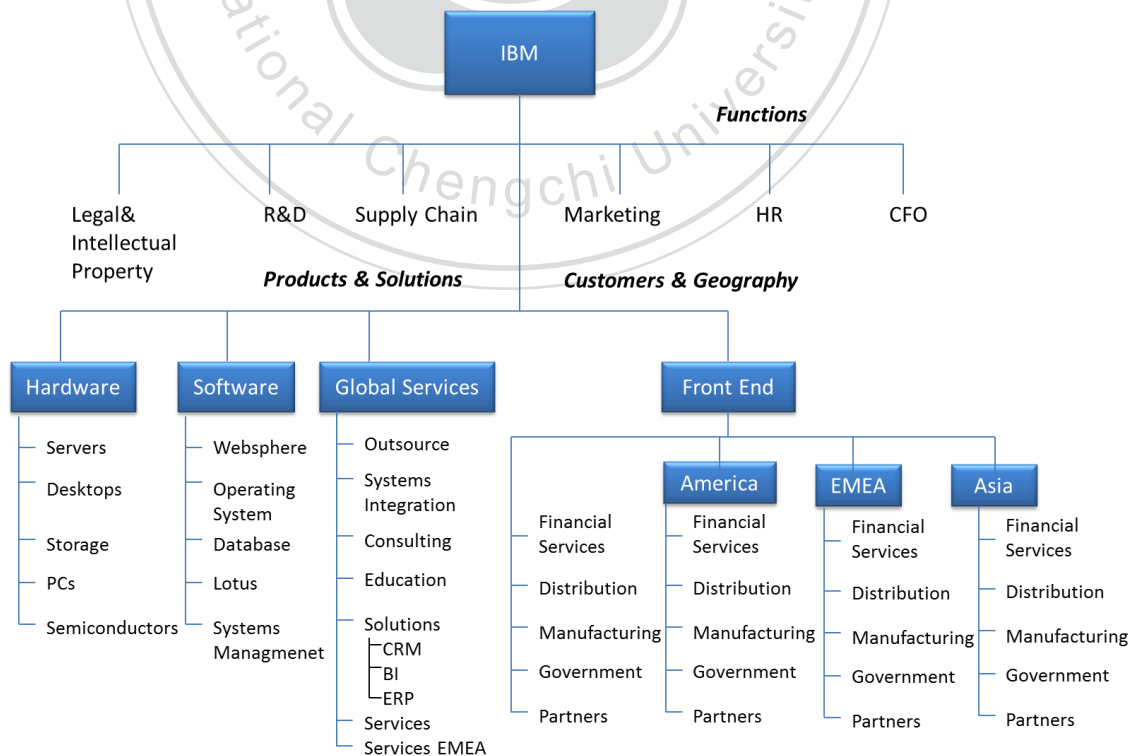 IBM
Functions
Legal&
Intellectual
Property
R&D
Supply Chain
Marketing
HR
CFO
Products & Solutions
Customers & Geography
Hardware
Servers
Desktops
Storage
PCs
Semiconductors
Software
Websphere
Operating
System
Database
Lotus
Systems
Managmenet
Global Services
Outsource
Systems
Integration
Consulting
Education
Solutions
CRM
BI
ERP
Services
Services EMEA
Front End
Financial
Services
Distribution
Manufacturing
Government
Partners
America
Financial
Services
Distribution
Manufacturing
Government
Partners
EMEA
Financial
Services
Distribution
Manufacturing
Government
Partners
Asia
Financial
Services
Distribution
Manufacturing
Government
Partners
ational Chengchi Universi